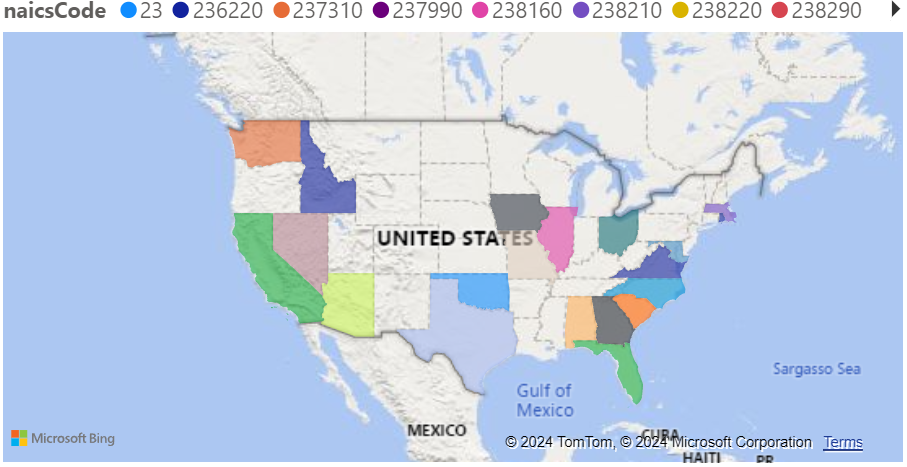 naicsCode 23 236220 237310 237990 238160 238210 238220 238290
UNITED STATES
Sargasso Sea
Gulf of
Mexico
MEXICO
Microsoft Bing
© 2024 TomTom, © 2024 Microsoft Corporation Terms
CUBA
HAITI PR